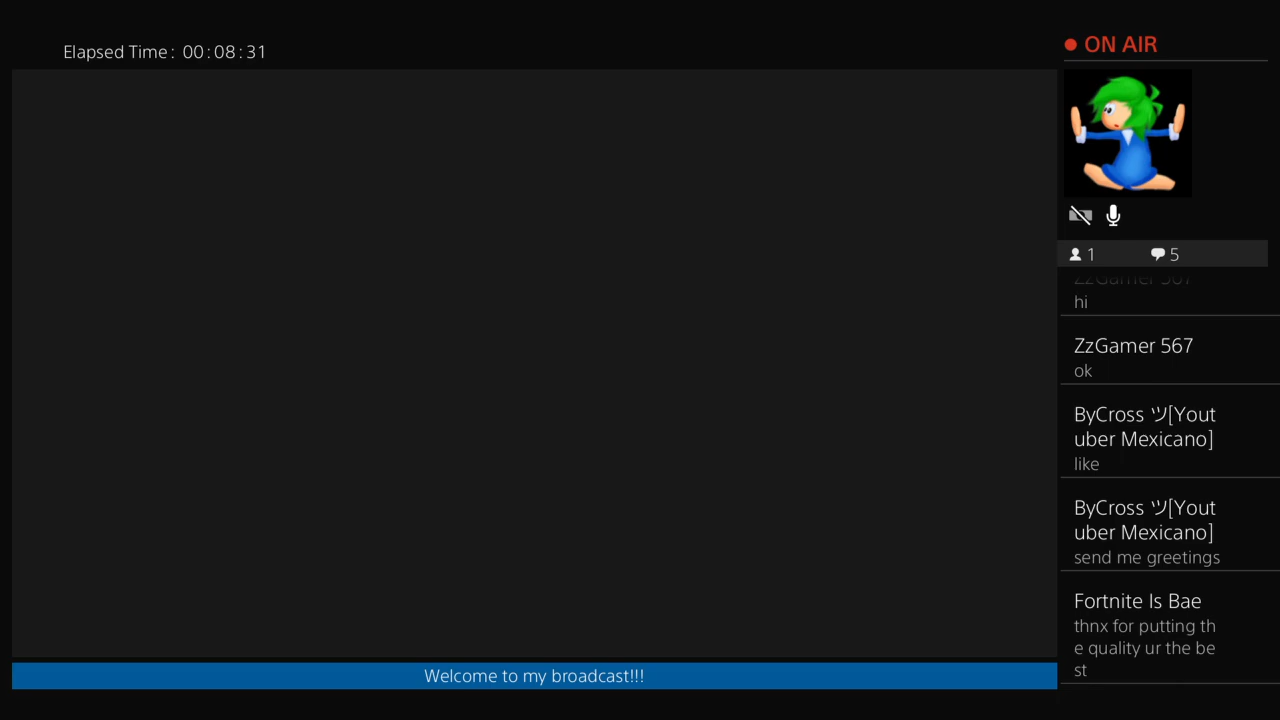 Elapsed Time: 00:08:31
ON AIR
1 5
ZzGamer 567
hi
ZzGamer 567
ok
ByCross ツ[Yout
uber Mexicano]
like
ByCross ツ[Yout
uber Mexicano]
send me greetings
Fortnite Is Bae
thnx for putting th
e quality ur the be
st
Welcome to my broadcast!!!